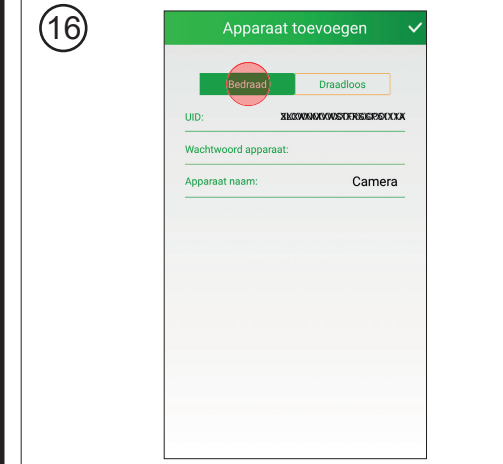 16
Apparaat toevoegen
Bedraad Draadloos
UID:
Wachtwoord apparaat:
Apparaat naam: Camera